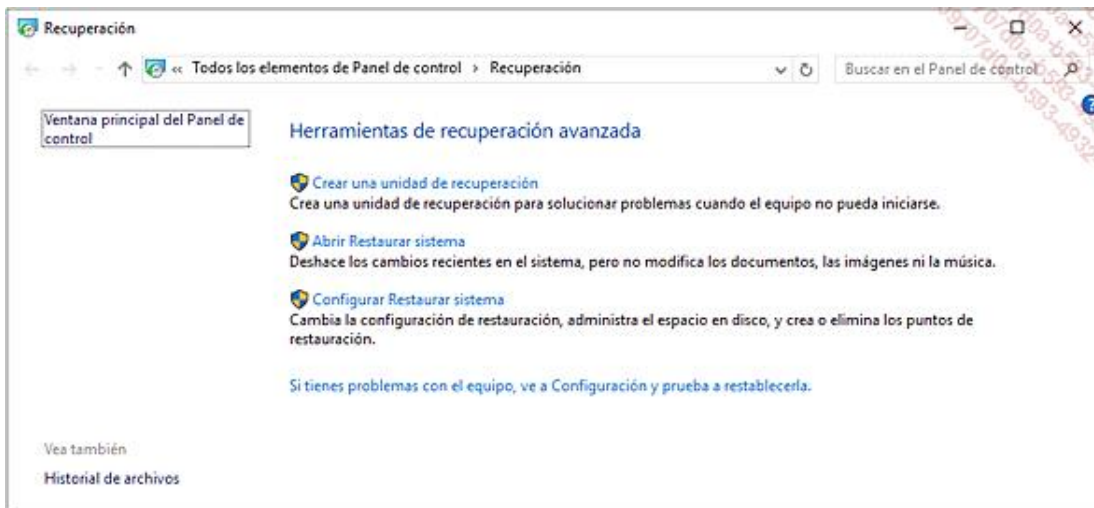 Recuperación
« Todos los elementos de Panel de control › Recuperación
Buscar en el Panel de control
Ventana principal del Panel de
control
Herramientas de recuperación avanzada
Crear una unidad de recuperación
Crea una unidad de recuperación para solucionar problemas cuando el equipo no pueda iniciarse.
Abrir Restaurar sistema
Deshace los cambios recientes en el sistema, pero no modifica los documentos, las imágenes ni la música.
Configurar Restaurar sistema
Cambia la configuración de restauración, administra el espacio en disco, y crea o elimina los puntos de
restauración.
Si tienes problemas con el equipo, ve a Configuración y prueba a restablecerla.
Vea también
Historial de archivos